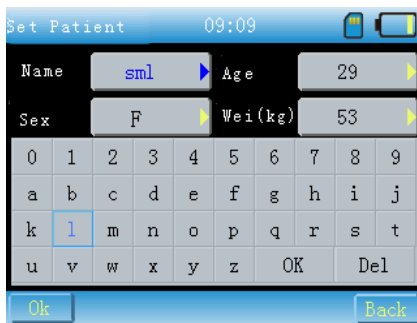 Set Patient 09:09
Name sml Age 29
Sex F Wei(kg) 53
0 1 2 3 4 5 6 7 8 9
a b c d e f g h i j
k l m n o p q r s t
u v w x y z OK Del
Ok Back